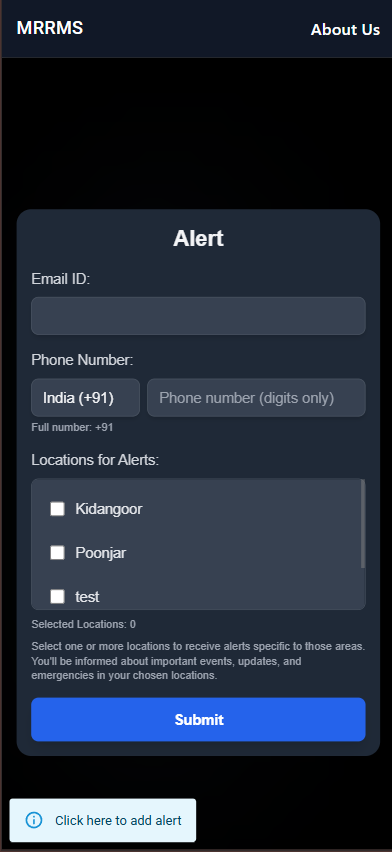 MRRMS
About Us
Alert
Email ID:
Phone Number:
India (+91)
Phone number (digits only)
Full number: +91
Locations for Alerts:
Kidangoor
Poonjar
test
Selected Locations: 0
Select one or more locations to receive alerts specific to those areas.
You'll be informed about important events, updates, and
emergencies in your chosen locations.
Submit
Click here to add alert